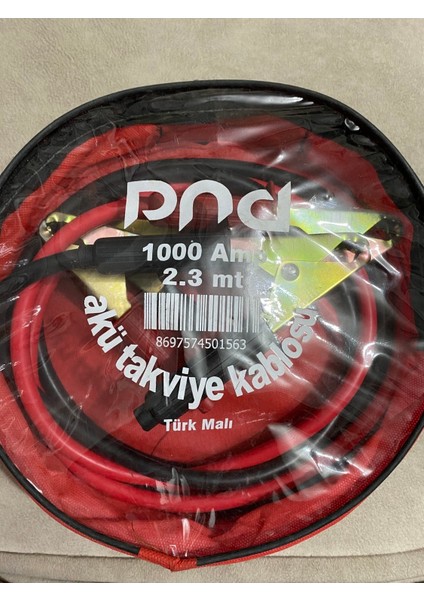 pnd
1000 Amp
2.3 mt
8697574501563
akü takviye kablosu
Türk Malı